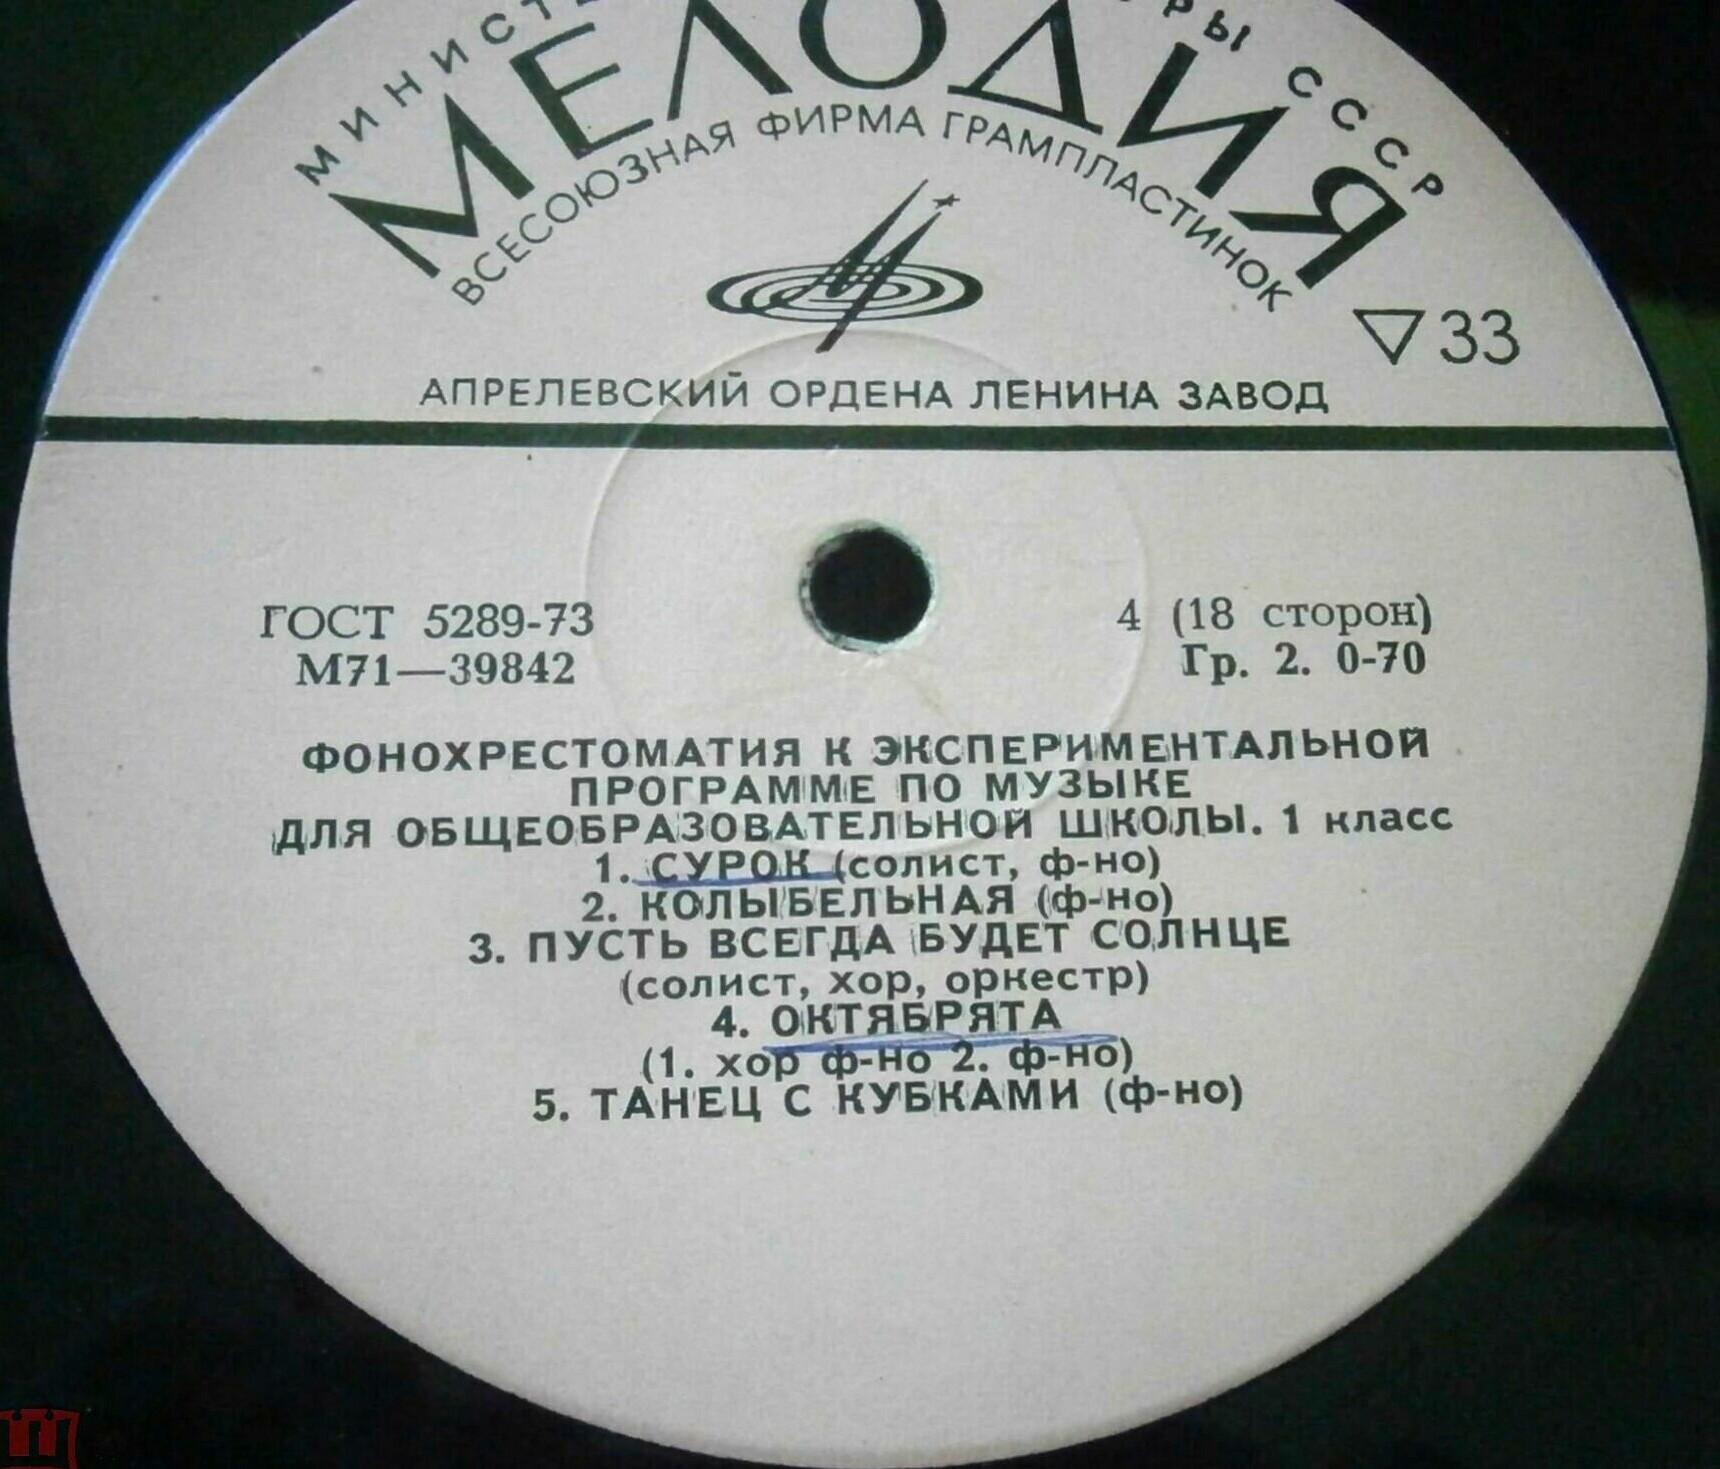 МЕЛОДИЯ
ВСЕСОЮЗНАЯ ФИРМА ГРАМПЛАСТИНОК
СССР
▽33
АПРЕЛЕВСКИЙ ОРДЕНА ЛЕНИНА ЗАВОД
ГОСТ 5289-73
М71—39842
4 (18 сторон)
Гр. 2. 0-70
ФОНОХРЕСТОМАТИЯ К ЭКСПЕРИМЕНТАЛЬНОЙ
ПРОГРАММЕ ПО МУЗЫКЕ
ДЛЯ ОБЩЕОБРАЗОВАТЕЛЬНОЙ ШКОЛЫ. 1 класс
1. СУРОК (солист, ф-но)
2. КОЛЫБЕЛЬНАЯ (ф-но)
3. ПУСТЬ ВСЕГДА БУДЕТ СОЛНЦЕ
(солист, хор, оркестр)
4. ОКТЯБРЯТА
(1. хор ф-но 2. ф-но)
5. ТАНЕЦ С КУБКАМИ (ф-но)